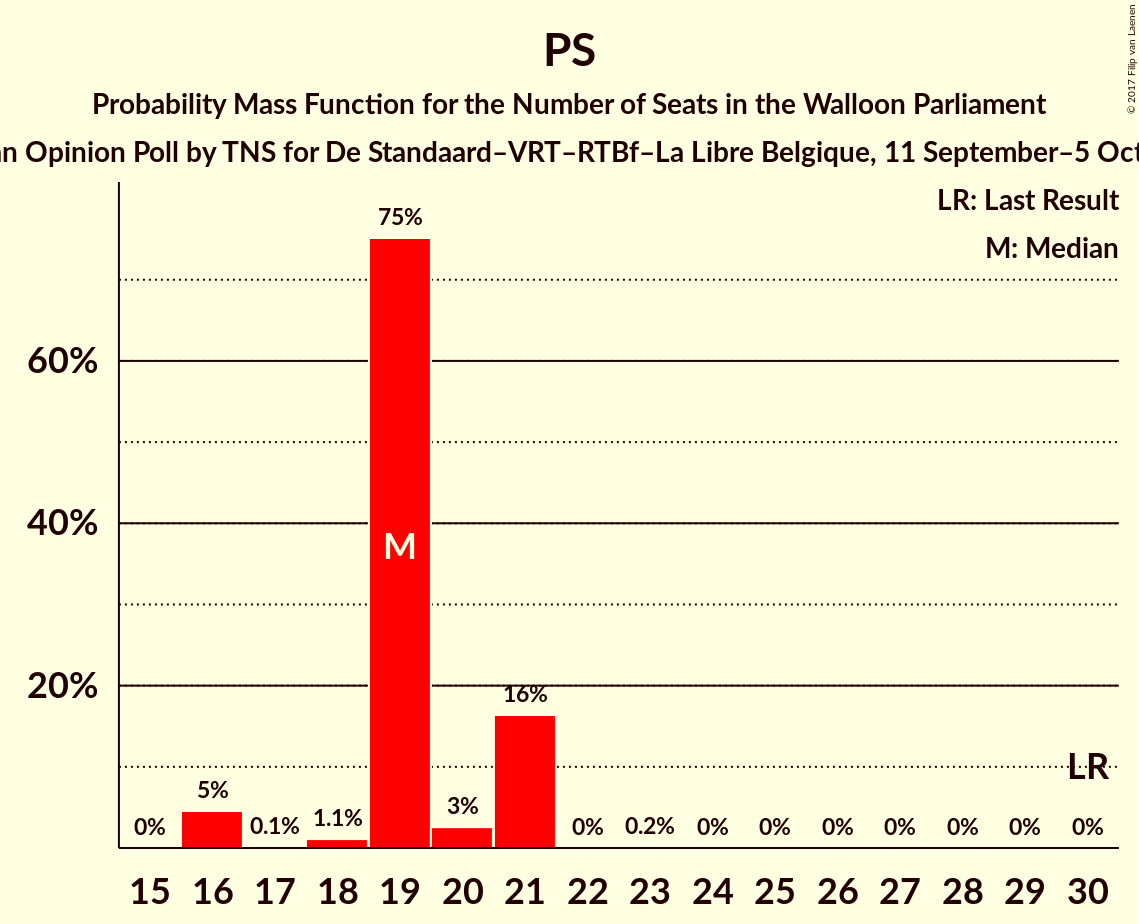 PS
Probability Mass Function for the Number of Seats in the Walloon Parliament
Opinion Poll by TNS for De Standaard–VRT–RTBf–La Libre Belgique, 11 September–5
© 2017 Filip van Laenen
LR: Last Result
M: Median
75%
60%
M
40%
20%
16%
LR
5%
3%
0%
0.1%
1.1%
0%
0.2%
0%
0%
0%
0%
0%
0%
0%
15 16 17 18 19 20 21 22 23 24 25 26 27 28 29 30